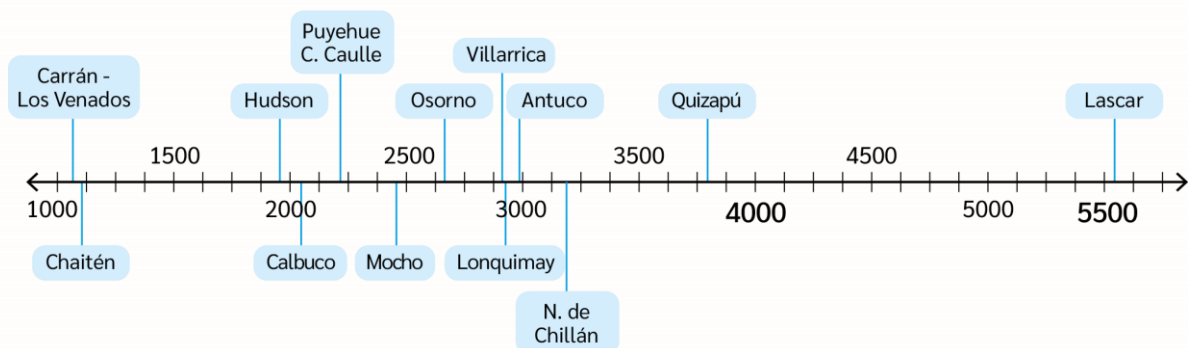 Puyehue
C. Caulle
Carrán -
Los Venados
Villarrica
Hudson
Osorno
Antuco
Quizapú
Lascar
1500
2500
3500
4500
1000
2000
3000
4000
5000
5500
Chaitén
Calbuco
Mocho
Lonquimay
N. de
Chillán